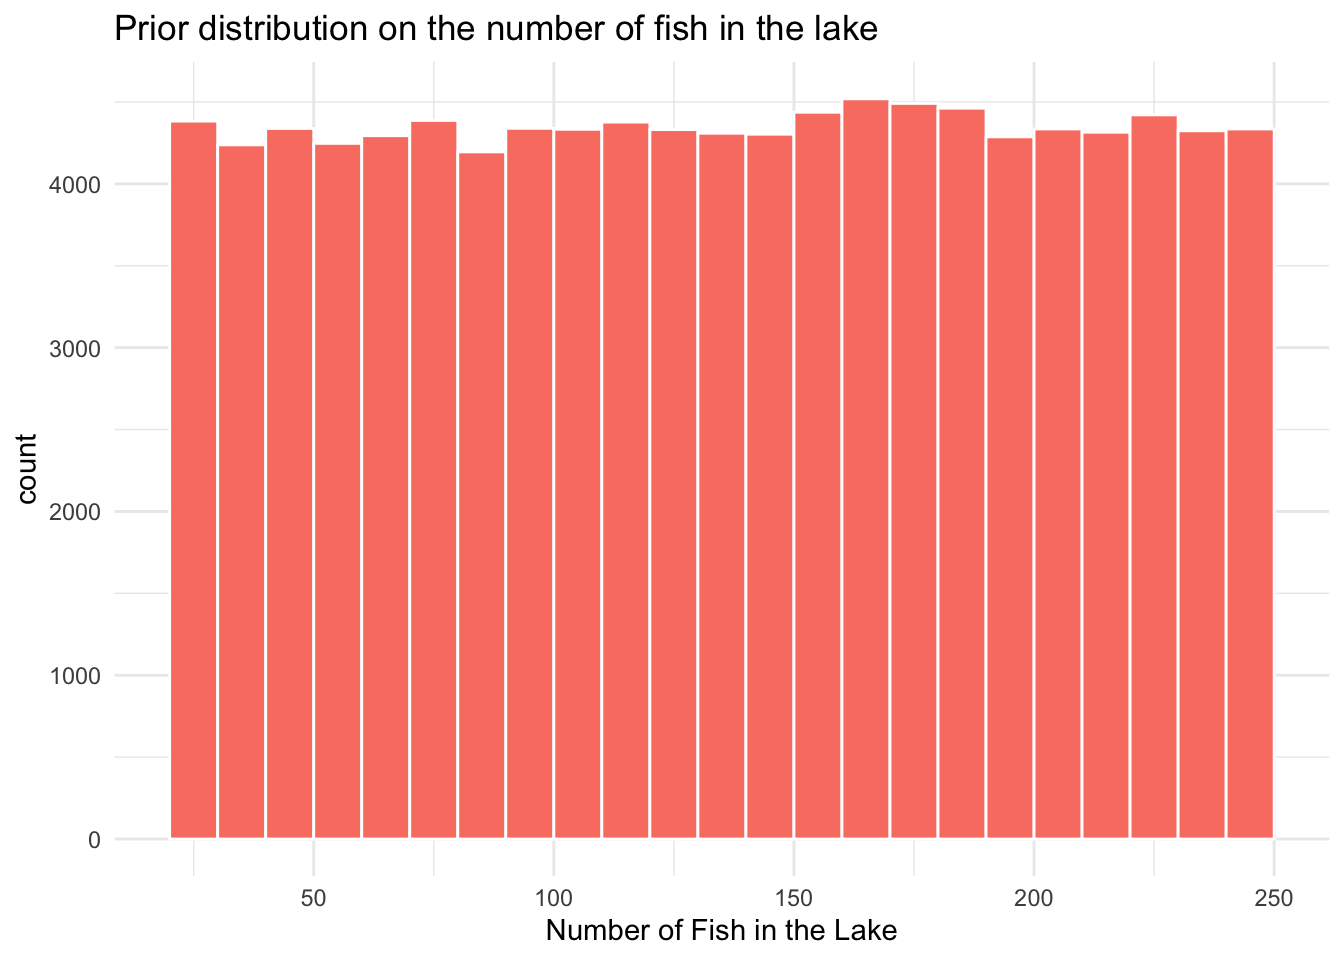 Prior distribution on the number of fish in the lake
4000
3000
2000
1000
0
count
50 100 150 200 250
Number of Fish in the Lake